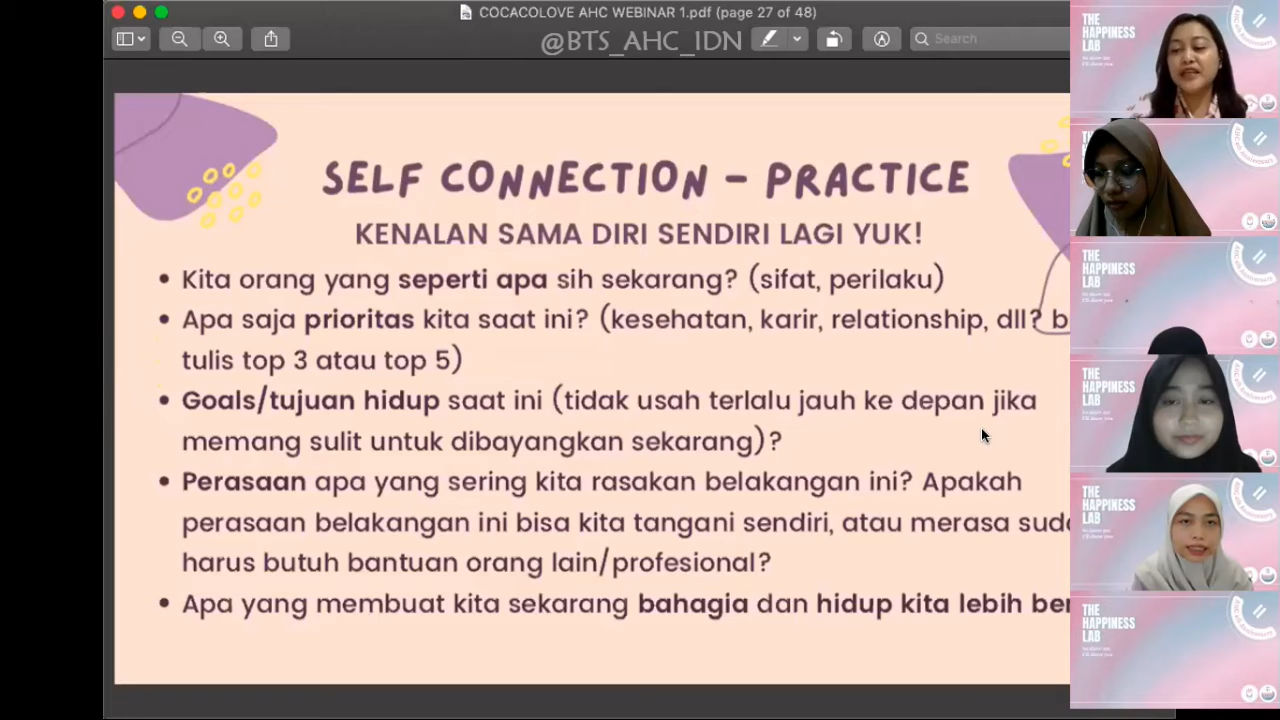 COCACOLOVE AHC WEBINAR 1.pdf (page 27 of 48)
@BTS_AHC_IDN
Search
SELF CONNECTION - PRACTICE
KENALAN SAMA DIRI SENDIRI LAGI YUK!
• Kita orang yang seperti apa sih sekarang? (sifat, perilaku)
• Apa saja prioritas kita saat ini? (kesehatan, karir, relationship, dll? b
tulis top 3 atau top 5)
• Goals/tujuan hidup saat ini (tidak usah terlalu jauh ke depan jika
memang sulit untuk dibayangkan sekarang)?
• Perasaan apa yang sering kita rasakan belakangan ini? Apakah
perasaan belakangan ini bisa kita tangani sendiri, atau merasa sud
harus butuh bantuan orang lain/profesional?
• Apa yang membuat kita sekarang bahagia dan hidup kita lebih ber
THE
HAPPINESS
LAB
THE
HAPPINESS
LAB
THE
HAPPINESS
LAB
THE
HAPPINESS
LAB
THE
HAPPINESS
LAB